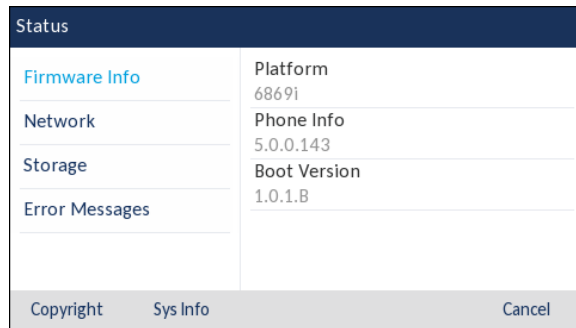 Status
Firmware Info
Network
Storage
Error Messages
Platform
6869i
Phone Info
5.0.0.143
Boot Version
1.0.1.B
Copyright Sys Info Cancel